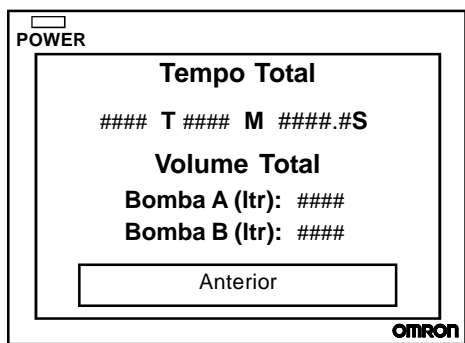 POWER
Tempo Total
#### T #### M ####.#S
Volume Total
Bomba A (ltr): ####
Bomba B (ltr): ####
Anterior
OMRON